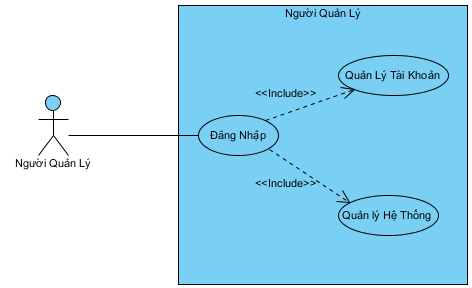 Người Quản Lý
Quản Lý Tài Khoản
<<Include>>
Đăng Nhập
Người Quản Lý
<<Include>>
Quản lý Hệ Thống